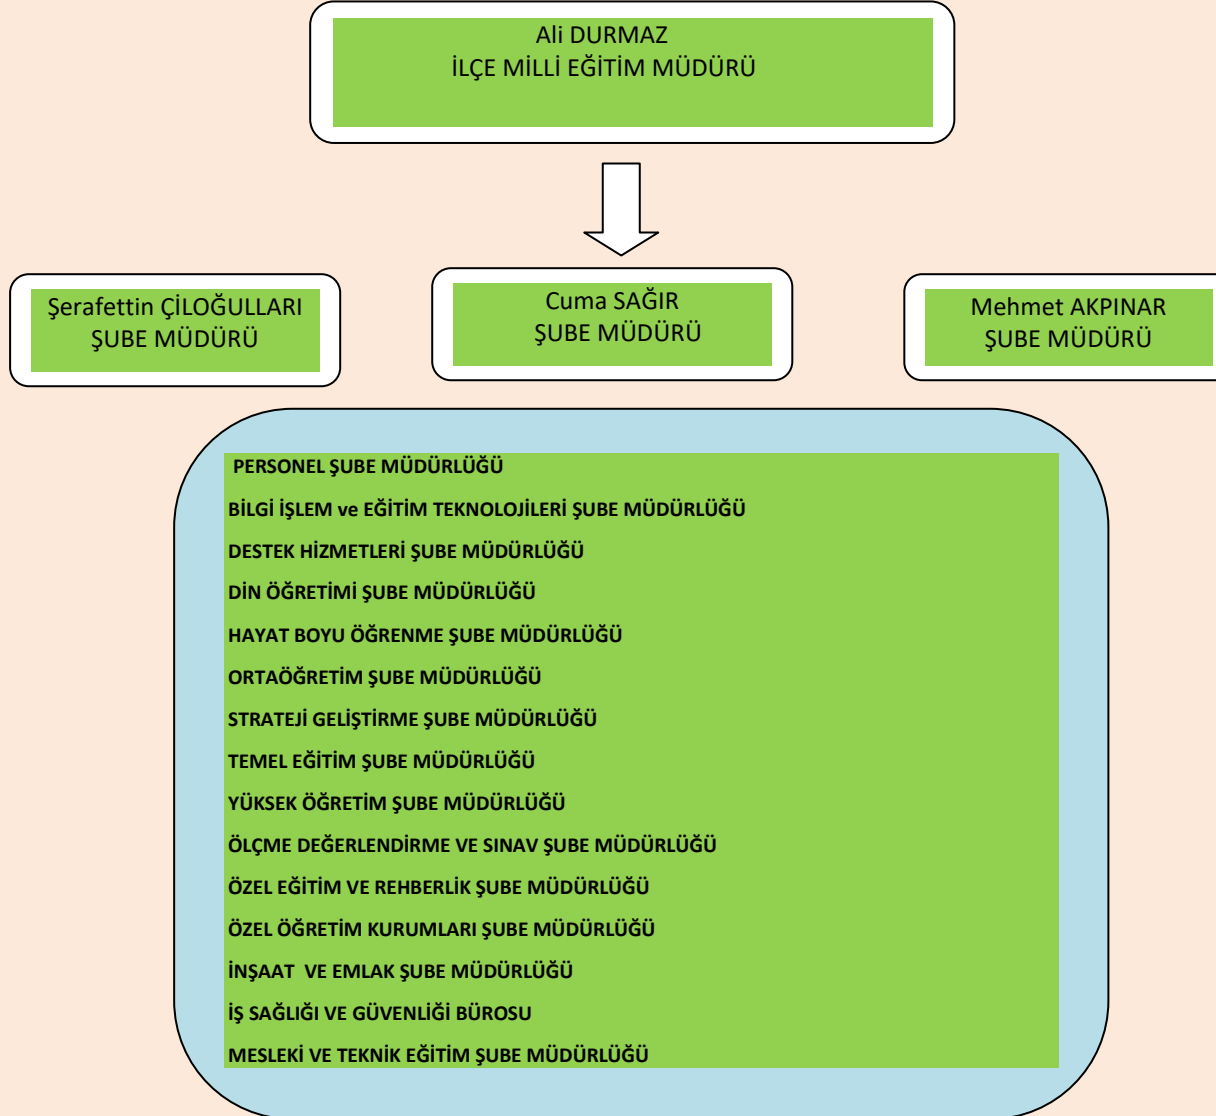 Ali DURMAZ
İLÇE MİLLİ EĞİTİM MÜDÜRÜ
Şerafettin ÇİLOĞULLARI
ŞUBE MÜDÜRÜ
Cuma SAĞIR
ŞUBE MÜDÜRÜ
Mehmet AKPINAR
ŞUBE MÜDÜRÜ
PERSONEL ŞUBE MÜDÜRLÜĞÜ
BİLGİ İŞLEM ve EĞİTİM TEKNOLOJİLERİ ŞUBE MÜDÜRLÜĞÜ
DESTEK HİZMETLERİ ŞUBE MÜDÜRLÜĞÜ
DİN ÖĞRETİMİ ŞUBE MÜDÜRLÜĞÜ
HAYAT BOYU ÖĞRENME ŞUBE MÜDÜRLÜĞÜ
ORTAÖĞRETİM ŞUBE MÜDÜRLÜĞÜ
STRATEJİ GELİŞTİRME ŞUBE MÜDÜRLÜĞÜ
TEMEL EĞİTİM ŞUBE MÜDÜRLÜĞÜ
YÜKSEK ÖĞRETİM ŞUBE MÜDÜRLÜĞÜ
ÖLÇME DEĞERLENDİRME VE SINAV ŞUBE MÜDÜRLÜĞÜ
ÖZEL EĞİTİM VE REHBERLİK ŞUBE MÜDÜRLÜĞÜ
ÖZEL ÖĞRETİM KURUMLARI ŞUBE MÜDÜRLÜĞÜ
İNŞAAT VE EMLAK ŞUBE MÜDÜRLÜĞÜ
İŞ SAĞLIĞI VE GÜVENLİĞİ BÜROSU
MESLEKİ VE TEKNİK EĞİTİM ŞUBE MÜDÜRLÜĞÜ